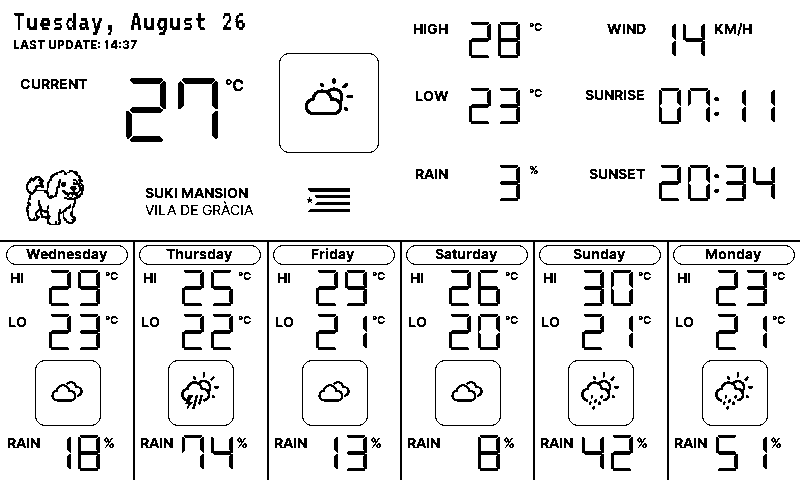 Tuesday, August 26
LAST UPDATE: 14:37
CURRENT 27 °C
HIGH 28 °C
WIND 14 KM/H
LOW 23 °C
SUNRISE 07:11
RAIN 3 %
SUNSET 20:34
SUKI MANSION
VILA DE GRÀCIA
Wednesday
HI 29 °C
LO 23 °C
RAIN 18 %
Thursday
HI 25 °C
LO 22 °C
RAIN 74 %
Friday
HI 29 °C
LO 21 °C
RAIN 13 %
Saturday
HI 26 °C
LO 20 °C
RAIN 8 %
Sunday
HI 30 °C
LO 21 °C
RAIN 42 %
Monday
HI 23 °C
LO 21 °C
RAIN 51 %